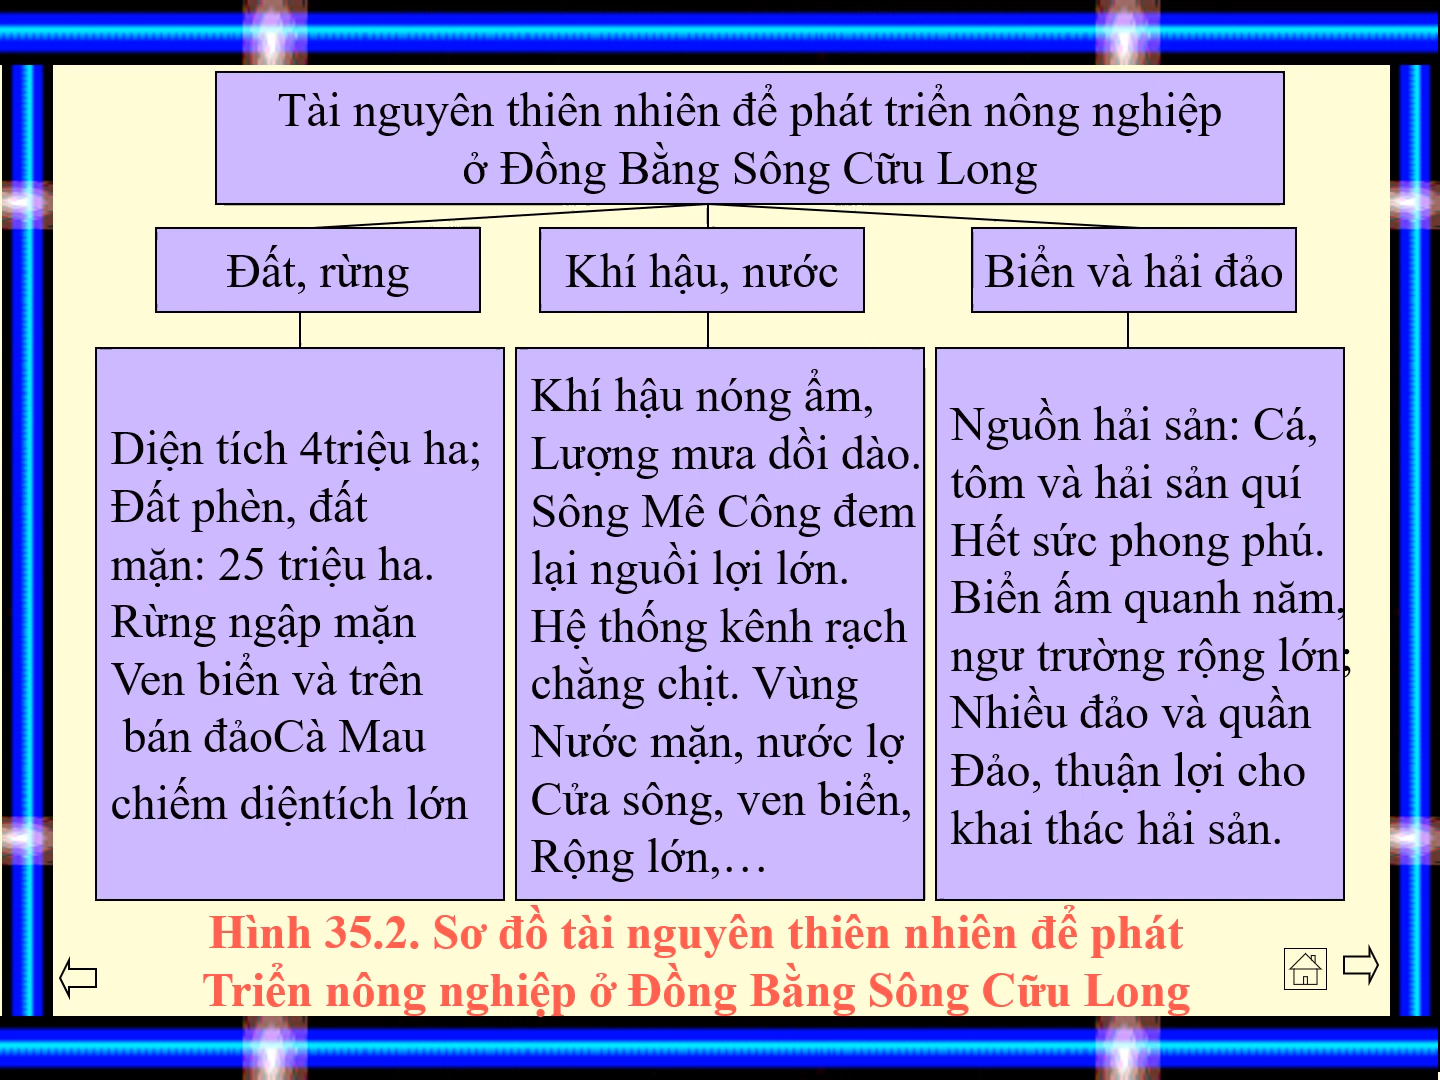 Tài nguyên thiên nhiên để phát triển nông nghiệp
ở Đồng Bằng Sông Cữu Long
Đất, rừng
Khí hậu, nước
Biển và hải đảo
Diện tích 4triệu ha;
Đất phèn, đất
mặn: 25 triệu ha.
Rừng ngập mặn
Ven biển và trên
bán đảoCà Mau
chiếm diệntích lớn
Khí hậu nóng ẩm,
Lượng mưa dồi dào.
Sông Mê Công đem
lại nguồi lợi lớn.
Hệ thống kênh rạch
chằng chịt. Vùng
Nước mặn, nước lợ
Cửa sông, ven biển,
Rộng lớn,…
Nguồn hải sản: Cá,
tôm và hải sản quí
Hết sức phong phú.
Biển ấm quanh năm,
ngư trường rộng lớn;
Nhiều đảo và quần
Đảo, thuận lợi cho
khai thác hải sản.
Hình 35.2. Sơ đồ tài nguyên thiên nhiên để phát
Triển nông nghiệp ở Đồng Bằng Sông Cữu Long